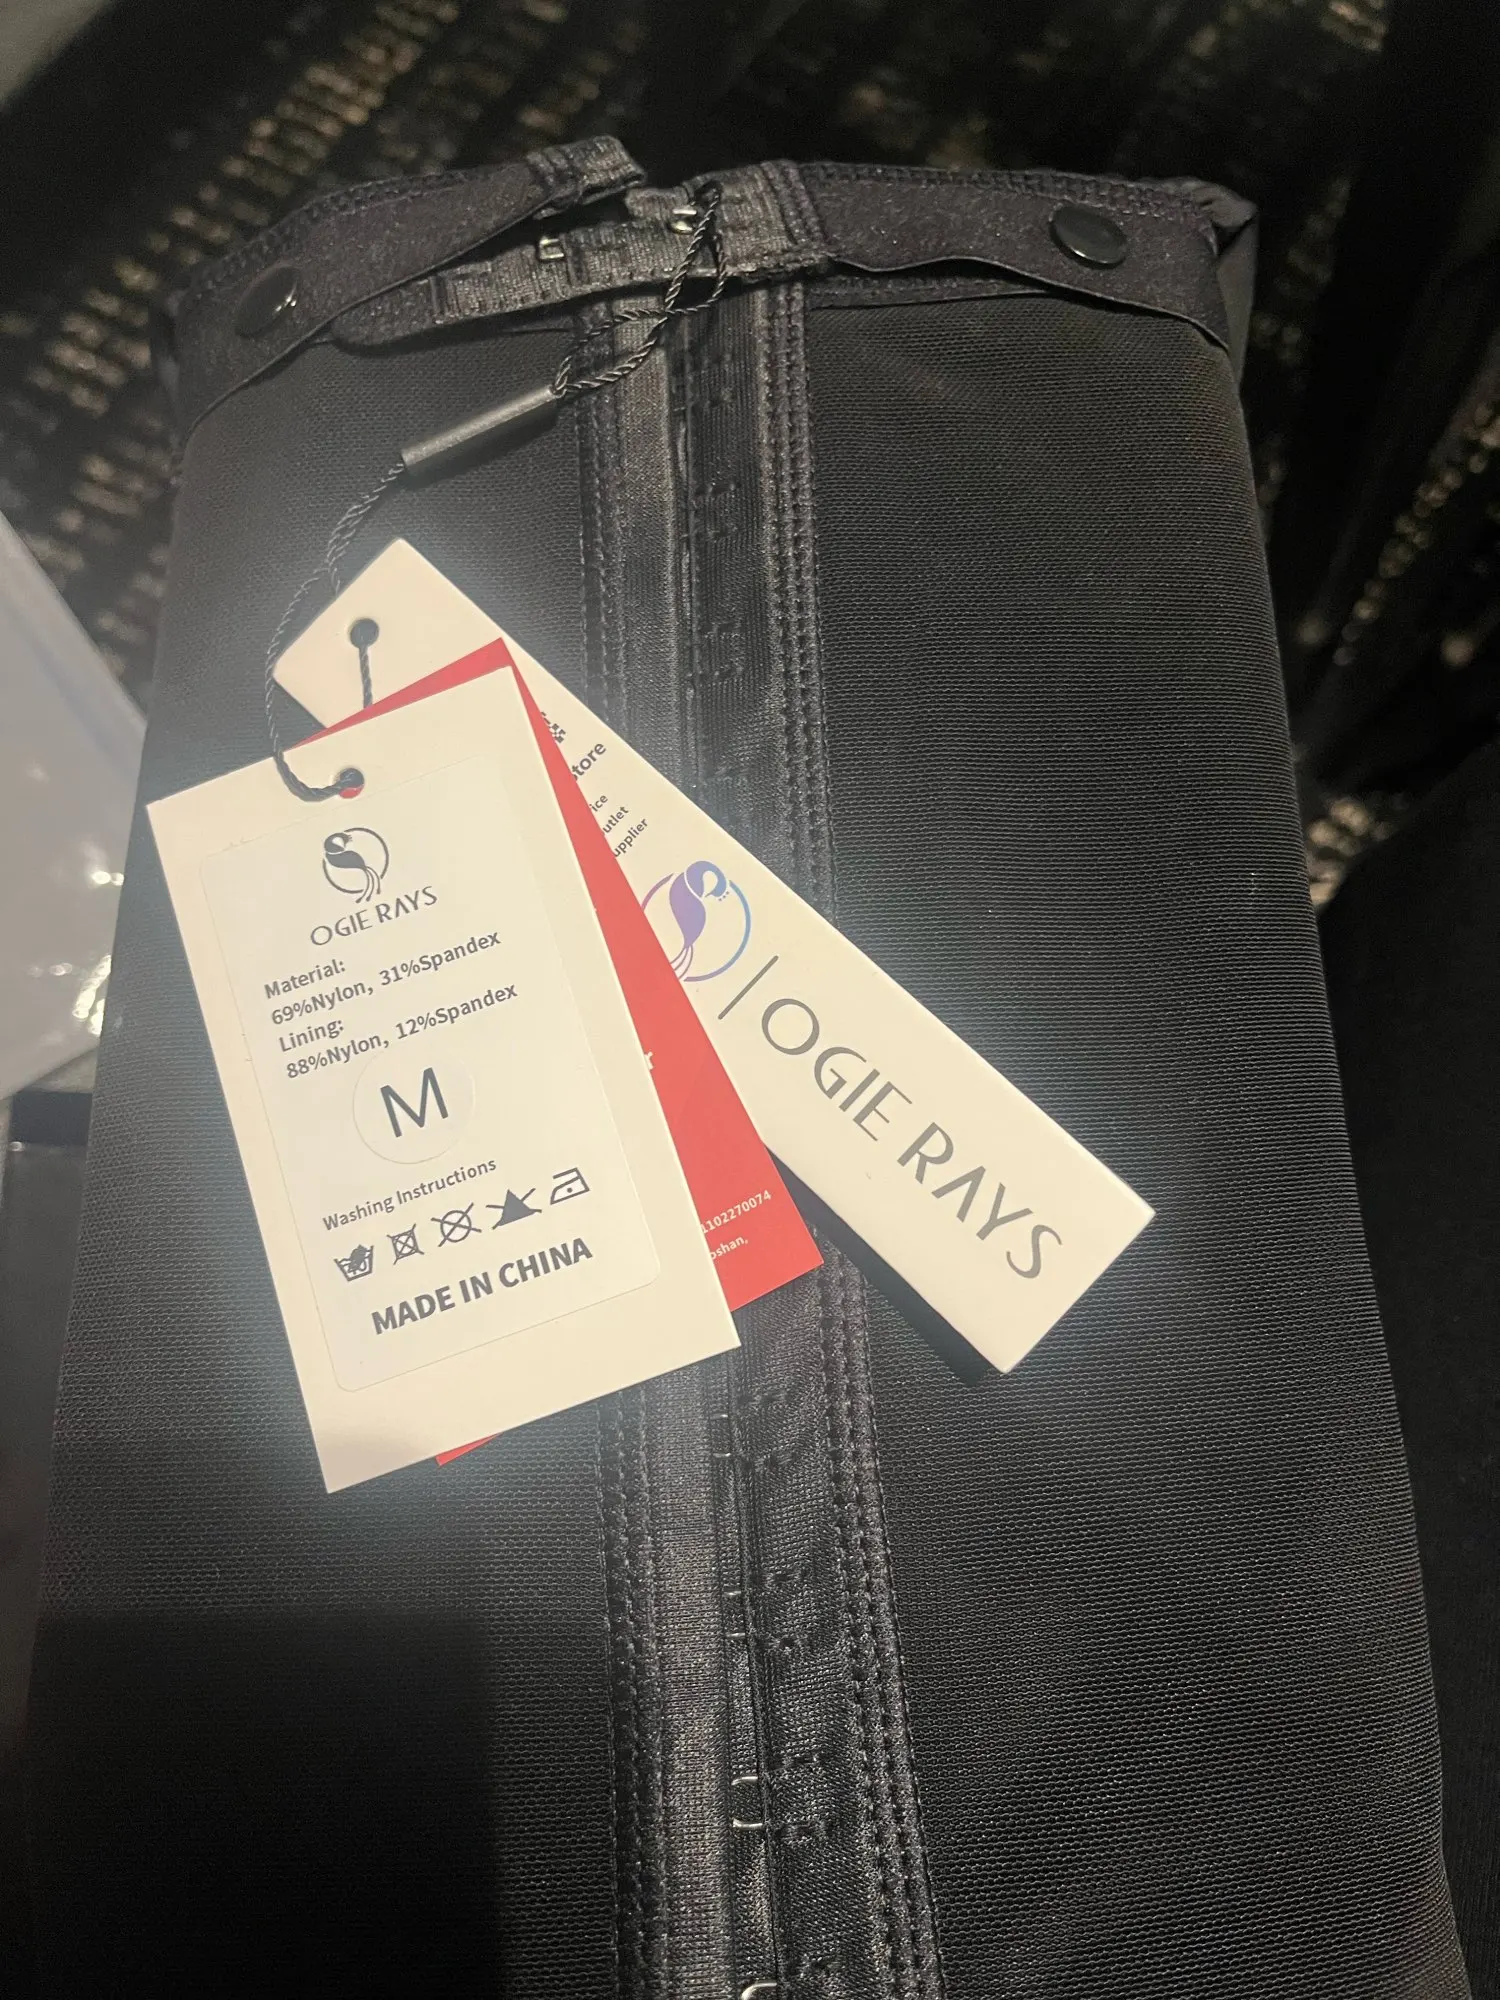 OGIE RAYS
Material:
69%Nylon, 31%Spandex
Lining:
88%Nylon, 12%Spandex
M
Washing Instructions
MADE IN CHINA
OGIE RAYS